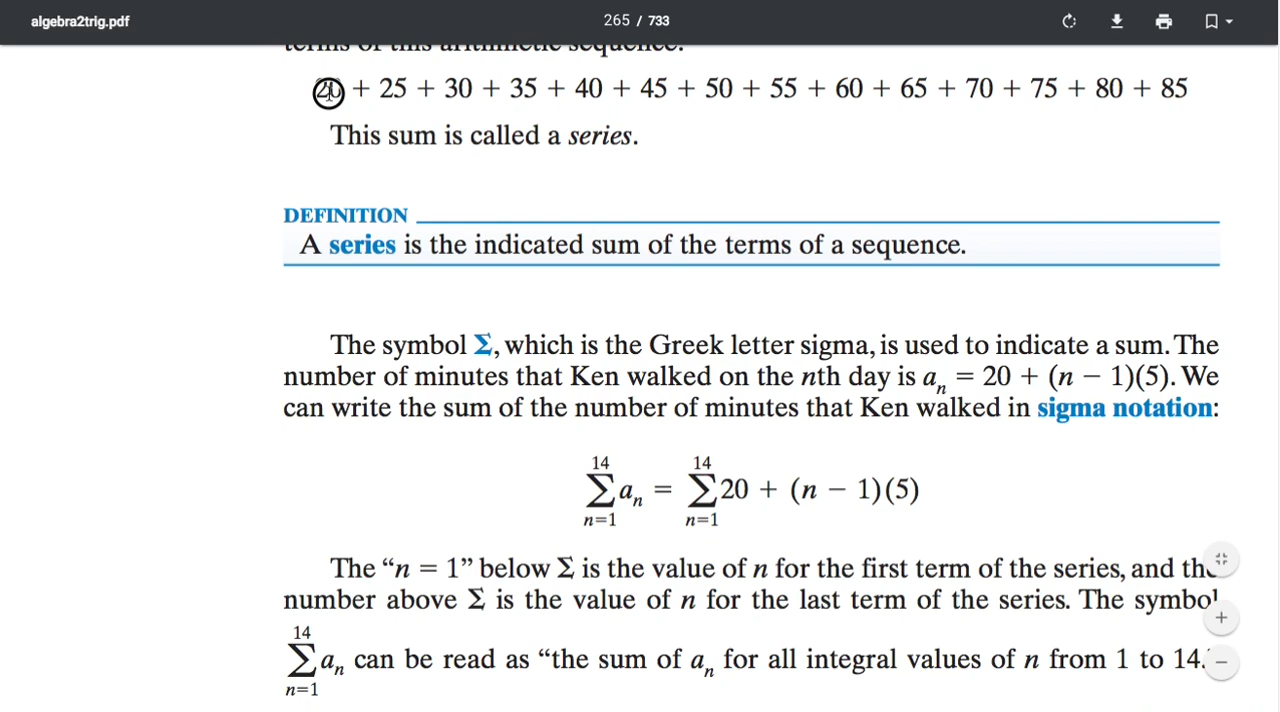 algebra2trig.pdf
265 / 733
terms of this arithmetic sequence.
20 + 25 + 30 + 35 + 40 + 45 + 50 + 55 + 60 + 65 + 70 + 75 + 80 + 85
This sum is called a series.
DEFINITION
A series is the indicated sum of the terms of a sequence.
The symbol Σ, which is the Greek letter sigma, is used to indicate a sum. The
number of minutes that Ken walked on the nth day is aₙ = 20 + (n − 1)(5). We
can write the sum of the number of minutes that Ken walked in sigma notation:
14 14
Σaₙ = Σ20 + (n − 1)(5)
n=1 n=1
The “n = 1” below Σ is the value of n for the first term of the series, and the
number above Σ is the value of n for the last term of the series. The symbol
14
Σaₙ can be read as “the sum of aₙ for all integral values of n from 1 to 14.”
n=1